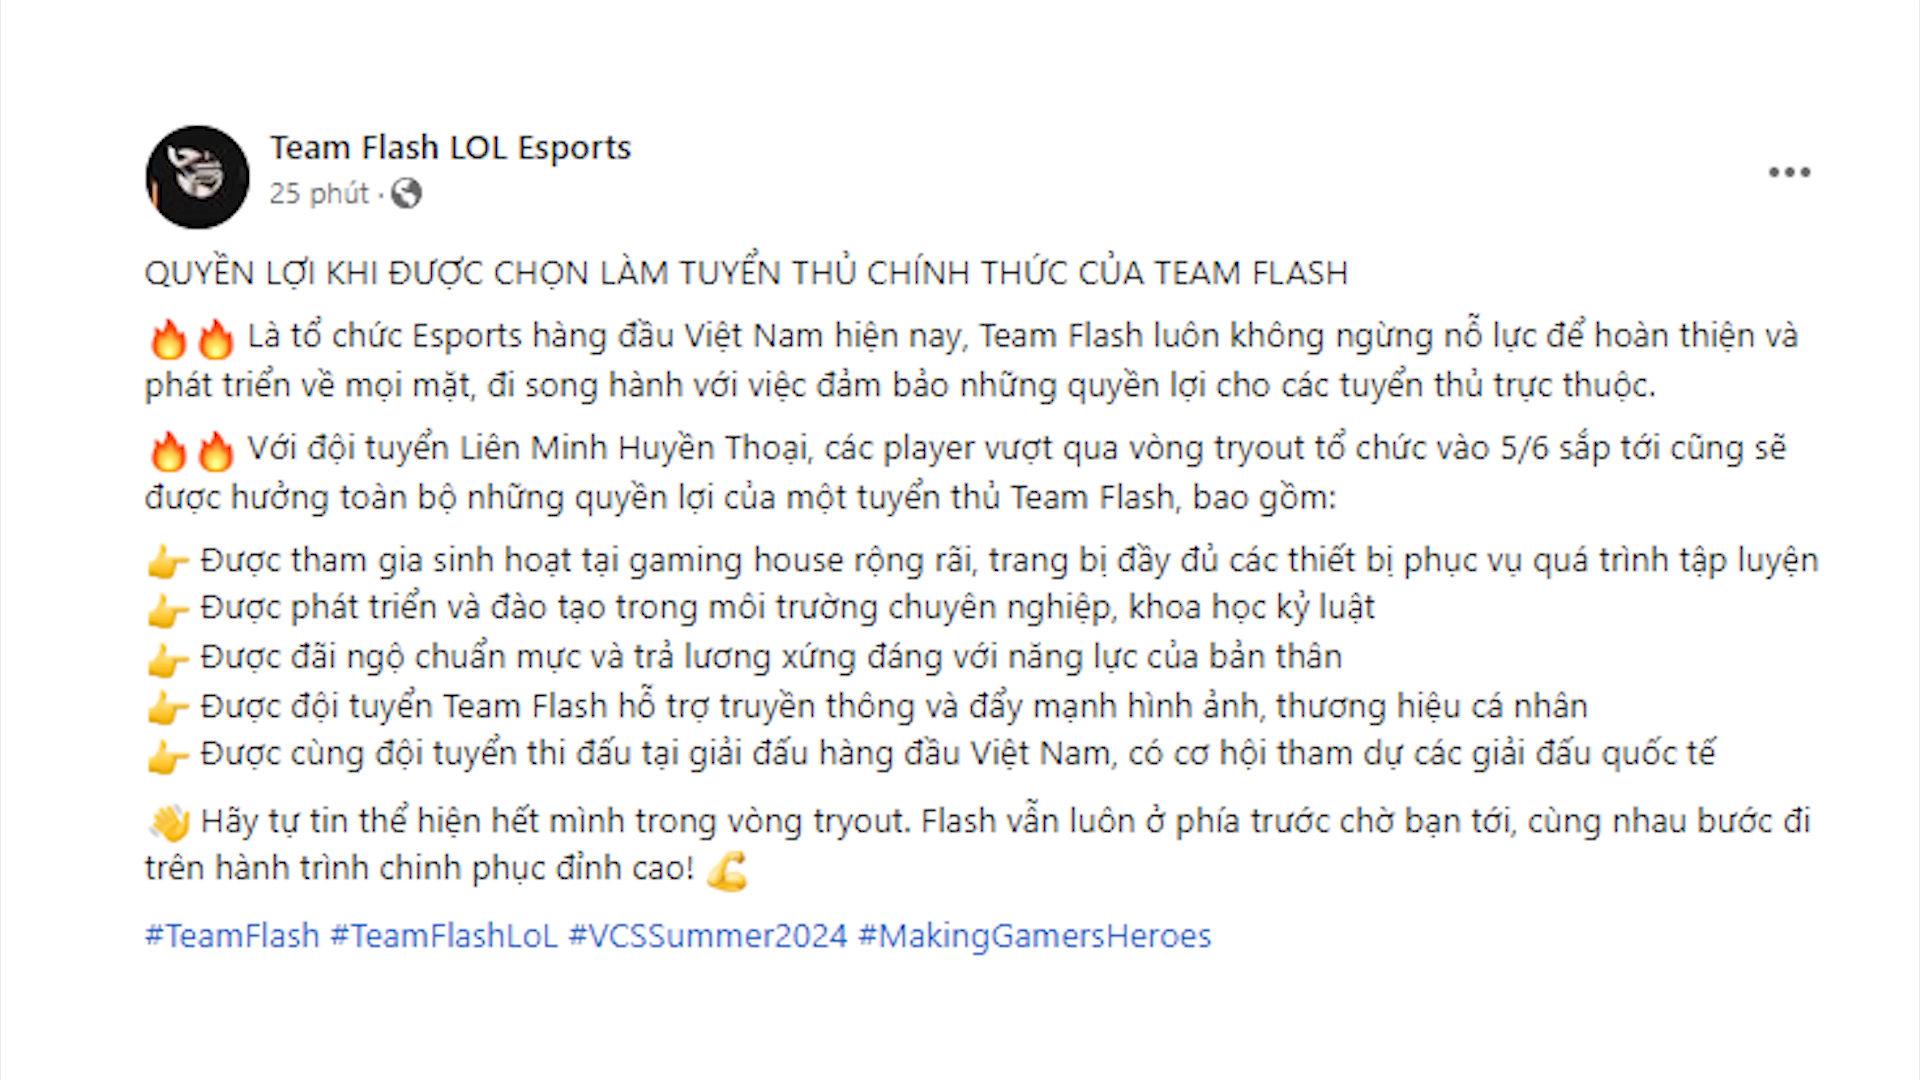 Team Flash LOL Esports
25 phút ·
QUYỀN LỢI KHI ĐƯỢC CHỌN LÀM TUYỂN THỦ CHÍNH THỨC CỦA TEAM FLASH
🔥🔥 Là tổ chức Esports hàng đầu Việt Nam hiện nay, Team Flash luôn không ngừng nỗ lực để hoàn thiện và
phát triển về mọi mặt, đi song hành với việc đảm bảo những quyền lợi cho các tuyển thủ trực thuộc.
🔥🔥 Với đội tuyển Liên Minh Huyền Thoại, các player vượt qua vòng tryout tổ chức vào 5/6 sắp tới cũng sẽ
được hưởng toàn bộ những quyền lợi của một tuyển thủ Team Flash, bao gồm:
👉 Được tham gia sinh hoạt tại gaming house rộng rãi, trang bị đầy đủ các thiết bị phục vụ quá trình tập luyện
👉 Được phát triển và đào tạo trong môi trường chuyên nghiệp, khoa học kỷ luật
👉 Được đãi ngộ chuẩn mực và trả lương xứng đáng với năng lực của bản thân
👉 Được đội tuyển Team Flash hỗ trợ truyền thông và đẩy mạnh hình ảnh, thương hiệu cá nhân
👉 Được cùng đội tuyển thi đấu tại giải đấu hàng đầu Việt Nam, có cơ hội tham dự các giải đấu quốc tế
👋 Hãy tự tin thể hiện hết mình trong vòng tryout. Flash vẫn luôn ở phía trước chờ bạn tới, cùng nhau bước đi
trên hành trình chinh phục đỉnh cao! 💪
#TeamFlash #TeamFlashLoL #VCSSummer2024 #MakingGamersHeroes